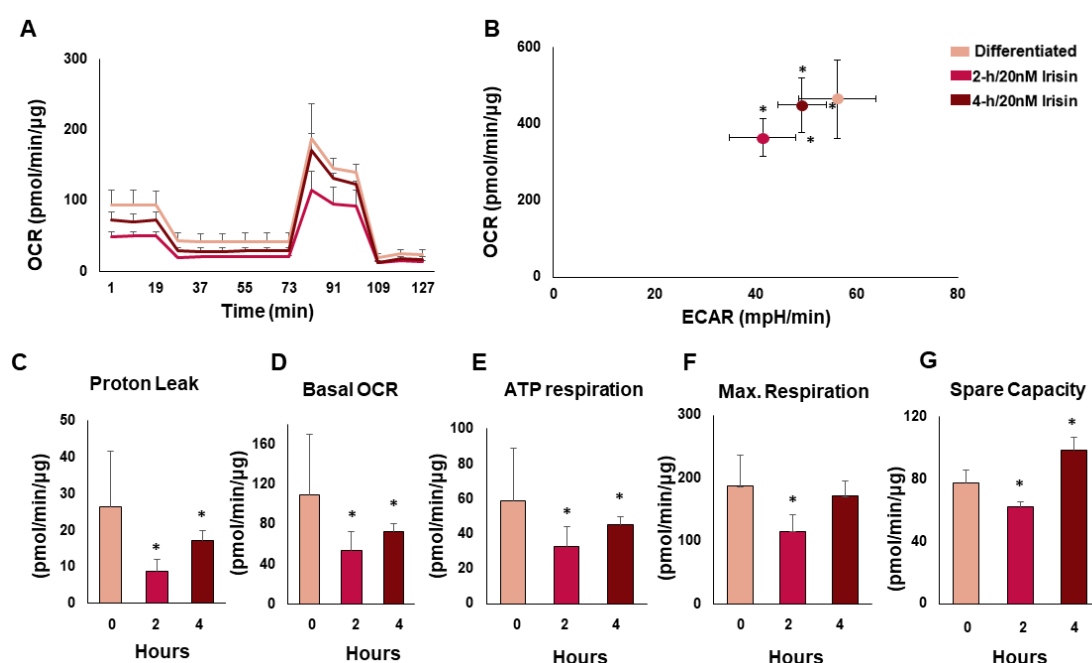 A
OCR (pmol/min/µg)
300
200
100
0
1 19 37 55 73 91 109 127
Time (min)
B
OCR (pmol/min/µg)
600
400
400
200
0
0 20 40 60 80
ECAR (mpH/min)
* * * *
Differentiated
2-h/20nM Irisin
4-h/20nM Irisin
C
Proton Leak
(pmol/min/µg)
50
40
30
20
10
0
* *
0 2 4
Hours
D
Basal OCR
(pmol/min/µg)
160
120
80
40
0
* *
0 2 4
Hours
E
ATP respiration
(pmol/min/µg)
100
80
60
40
20
0
* *
0 2 4
Hours
F
Max. Respiration
(pmol/min/µg)
300
200
100
0
*
0 2 4
Hours
G
Spare Capacity
(pmol/min/µg)
120
80
40
0
* *
0 2 4
Hours